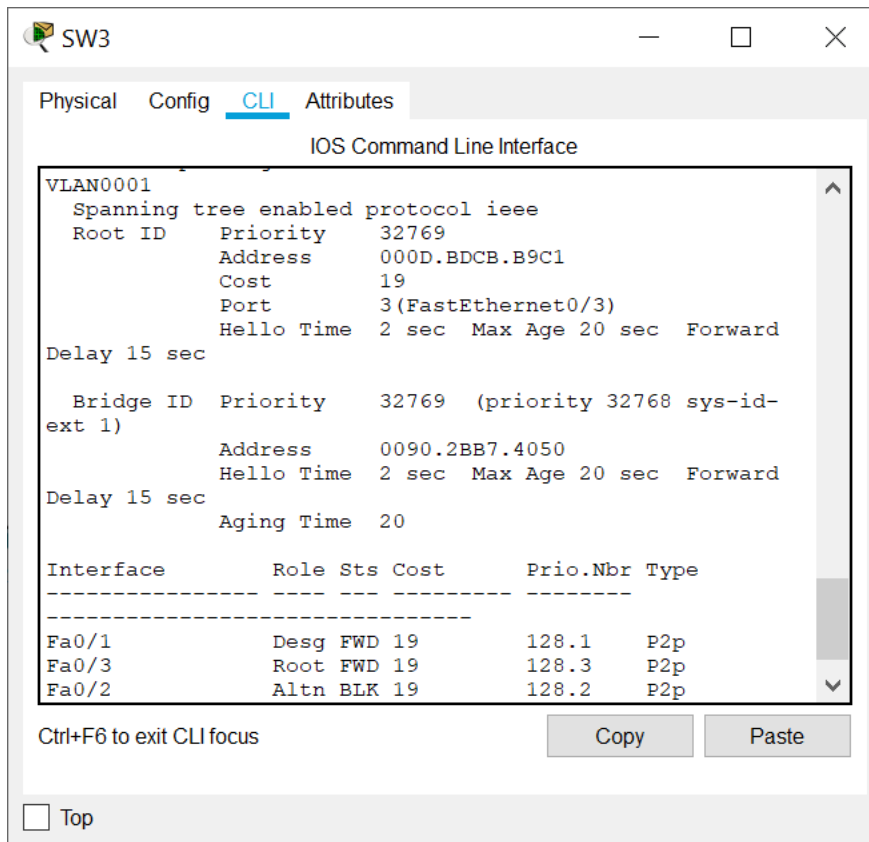 SW3
Physical Config CLI Attributes
IOS Command Line Interface
VLAN0001
  Spanning tree enabled protocol ieee
  Root ID    Priority    32769
             Address     000D.BDCB.B9C1
             Cost        19
             Port        3(FastEthernet0/3)
             Hello Time  2 sec  Max Age 20 sec  Forward
Delay 15 sec
  Bridge ID  Priority    32769  (priority 32768 sys-id-
ext 1)
             Address     0090.2BB7.4050
             Hello Time  2 sec  Max Age 20 sec  Forward
Delay 15 sec
             Aging Time  20
Interface        Role Sts Cost      Prio.Nbr Type
---------------- ---- --- --------- --------
--------------------------------
Fa0/1            Desg FWD 19        128.1    P2p
Fa0/3            Root FWD 19        128.3    P2p
Fa0/2            Altn BLK 19        128.2    P2p
Ctrl+F6 to exit CLI focus
Copy Paste
Top